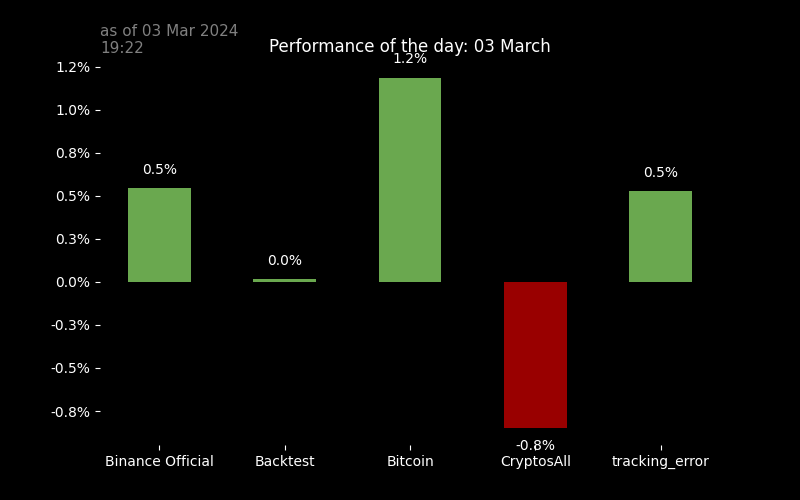 as of 03 Mar 2024
19:22
Performance of the day: 03 March
1.2%
1.2%
1.0%
0.8%
0.5%
0.5%
0.5%
0.3%
0.0%
0.0%
-0.3%
-0.5%
-0.8%
-0.8%
Binance Official
Backtest
Bitcoin
CryptosAll
tracking_error